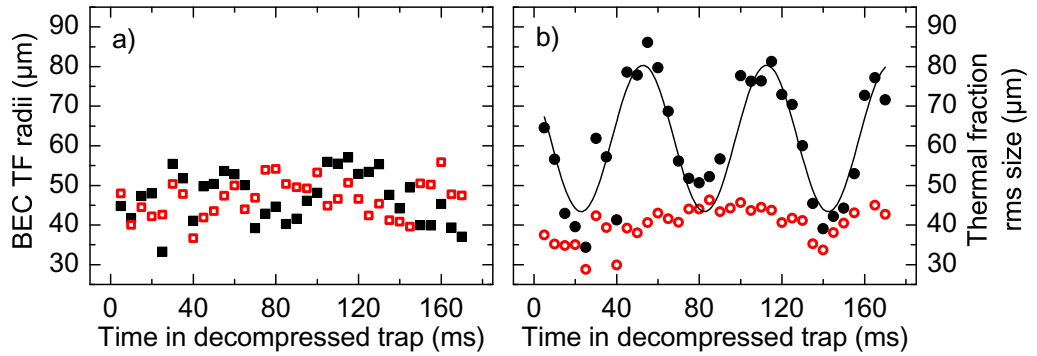 a)
BEC TF radii (µm)
90
80
70
60
50
40
30
0 40 80 120 160
Time in decompressed trap (ms)
b)
0 40 80 120 160
Time in decompressed trap (ms)
90
80
70
60
50
40
30
Thermal fraction
rms size (µm)